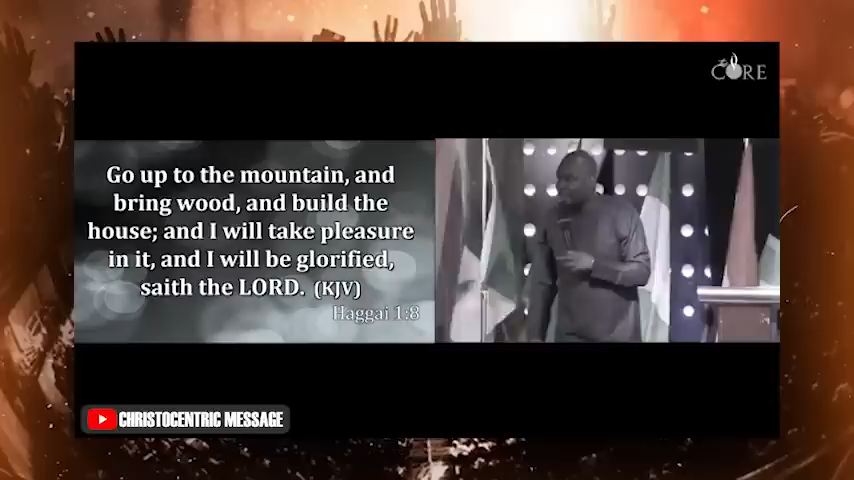 CORE
Go up to the mountain, and
bring wood, and build the
house; and I will take pleasure
in it, and I will be glorified,
saith the LORD. (KJV)
Haggai 1:8
CHRISTOCENTRIC MESSAGE